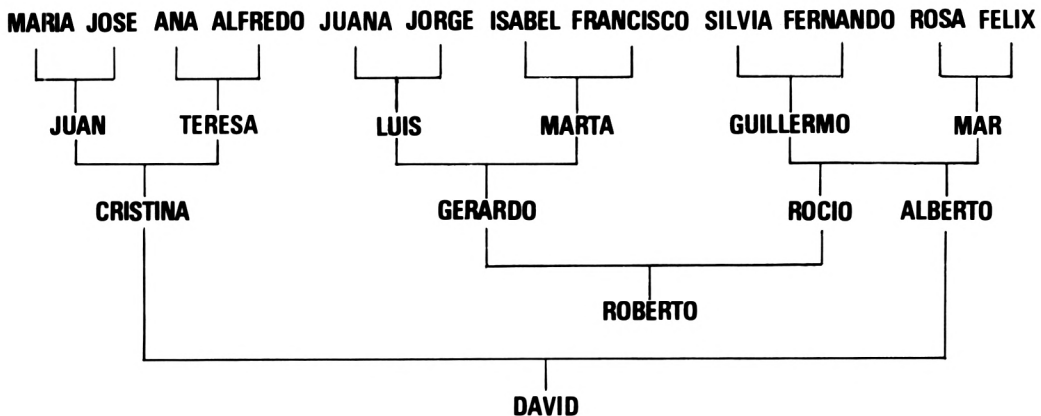 MARIA JOSE ANA ALFREDO JUANA JORGE ISABEL FRANCISCO SILVIA FERNANDO ROSA FELIX
JUAN TERESA LUIS MARTA GUILLERMO MAR
CRISTINA GERARDO ROCIO ALBERTO
ROBERTO
DAVID